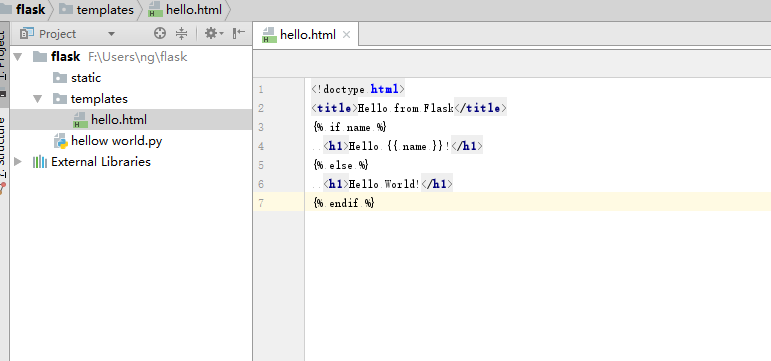 flask templates hello.html
Project
hello.html
flask F:\Users\ng\flask
static
templates
hello.html
hellow world.py
External Libraries
1: Project
Structure
1 <!doctype html>
2 <title>Hello from Flask</title>
3 {% if name %}
4 <h1>Hello {{ name }}!</h1>
5 {% else %}
6 <h1>Hello World!</h1>
7 {% endif %}